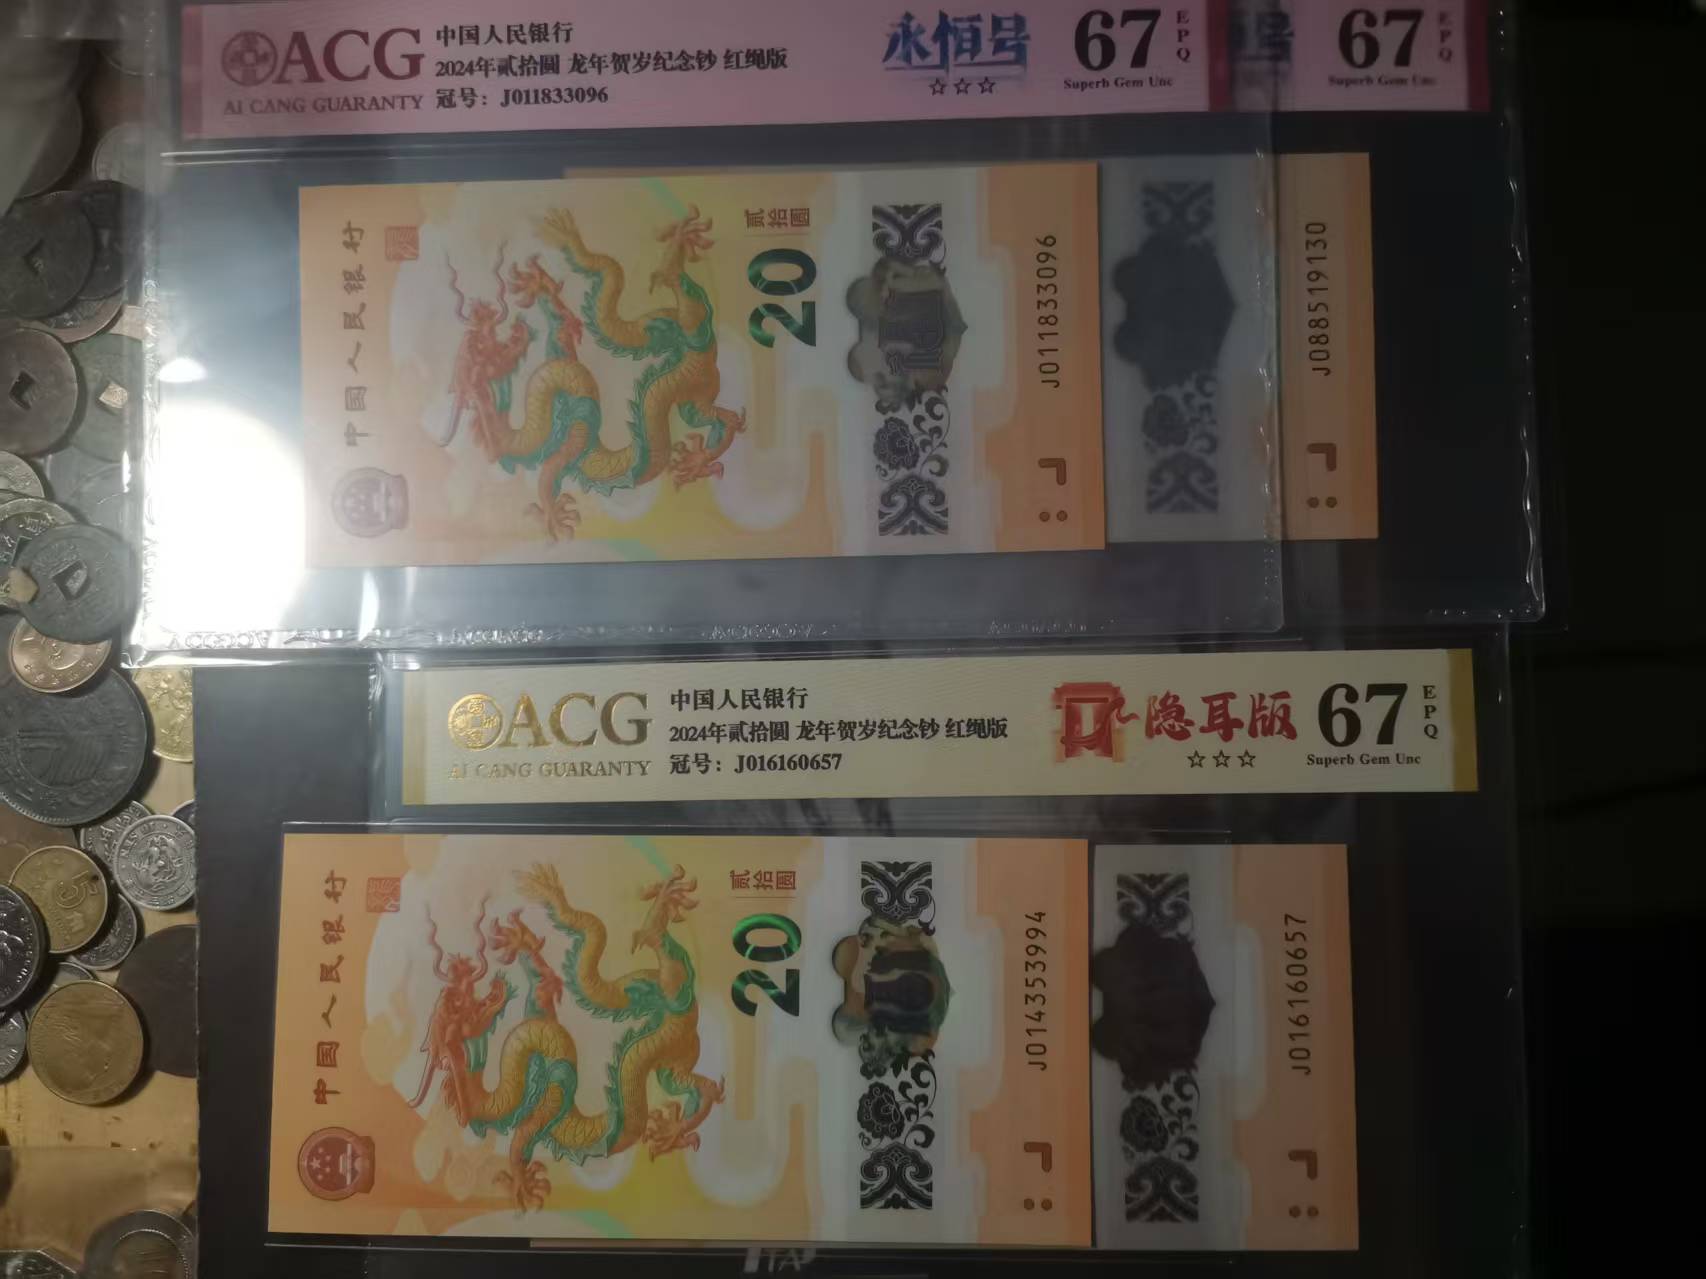 ACG
AI CANG GUARANTY
中国人民银行
2024年贰拾圆 龙年贺岁纪念钞 红绳版
冠号：J011833096
永恒号
☆☆☆
67
EPQ
Superb Gem Unc
号
67
EPQ
Superb Gem Unc
中国人民银行
贰拾圆
20
J011833096
J088519130
ACG
AI CANG GUARANTY
中国人民银行
2024年贰拾圆 龙年贺岁纪念钞 红绳版
冠号：J016160657
隐耳版
☆☆☆
67
EPQ
Superb Gem Unc
中国人民银行
贰拾圆
20
J014353994
J016160657
5角